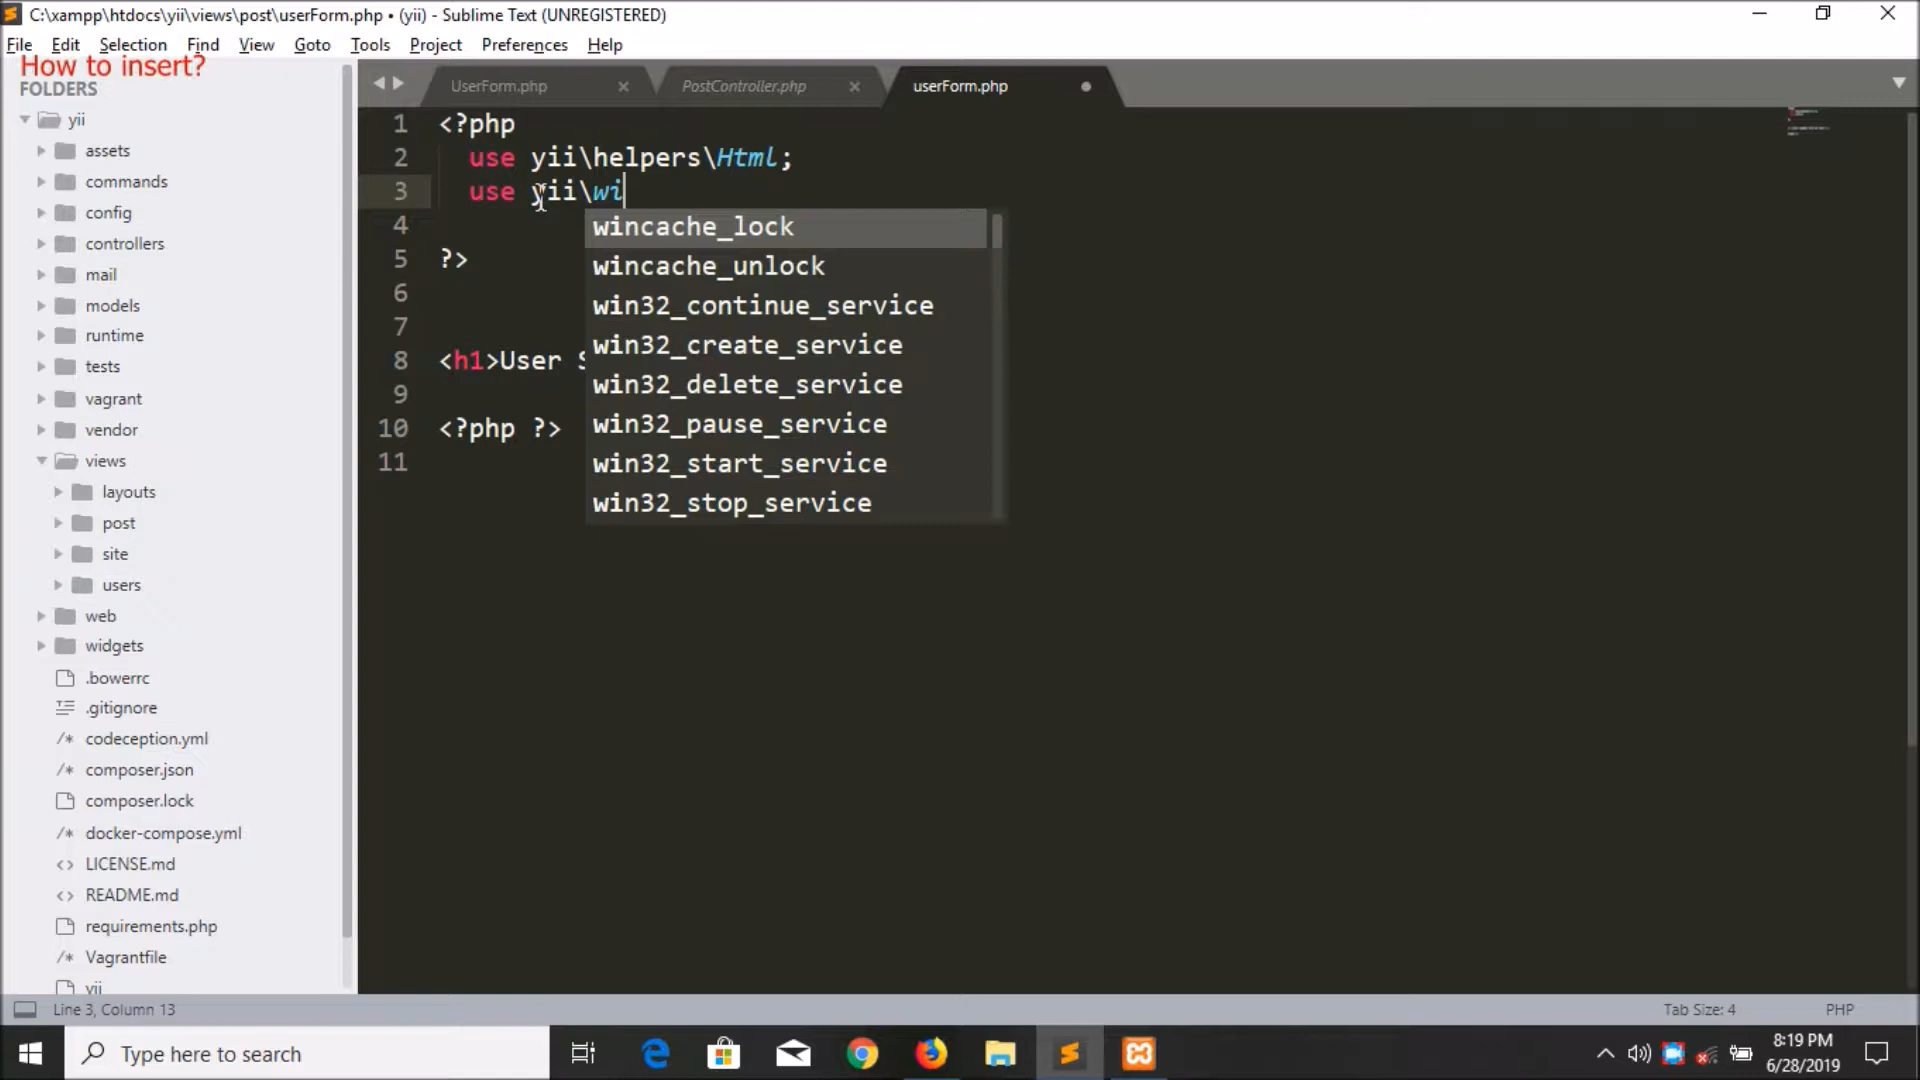 C:\xampp\htdocs\yii\views\post\userForm.php • (yii) - Sublime Text (UNREGISTERED)
File Edit Selection Find View Goto Tools Project Preferences Help
How to insert?
FOLDERS
yii
assets
commands
config
controllers
mail
models
runtime
tests
vagrant
vendor
views
layouts
post
site
users
web
widgets
.bowerrc
.gitignore
/* codeception.yml
/* composer.json
composer.lock
/* docker-compose.yml
<> LICENSE.md
<> README.md
requirements.php
/* Vagrantfile
yii
UserForm.php PostController.php userForm.php
1 <?php
2 use yii\helpers\Html;
3 use yii\wi
4
5 ?>
6
7
8 <h1>User S
9
10 <?php ?>
11
wincache_lock
wincache_unlock
win32_continue_service
win32_create_service
win32_delete_service
win32_pause_service
win32_start_service
win32_stop_service
Line 3, Column 13 Tab Size: 4 PHP
Type here to search
8:19 PM
6/28/2019